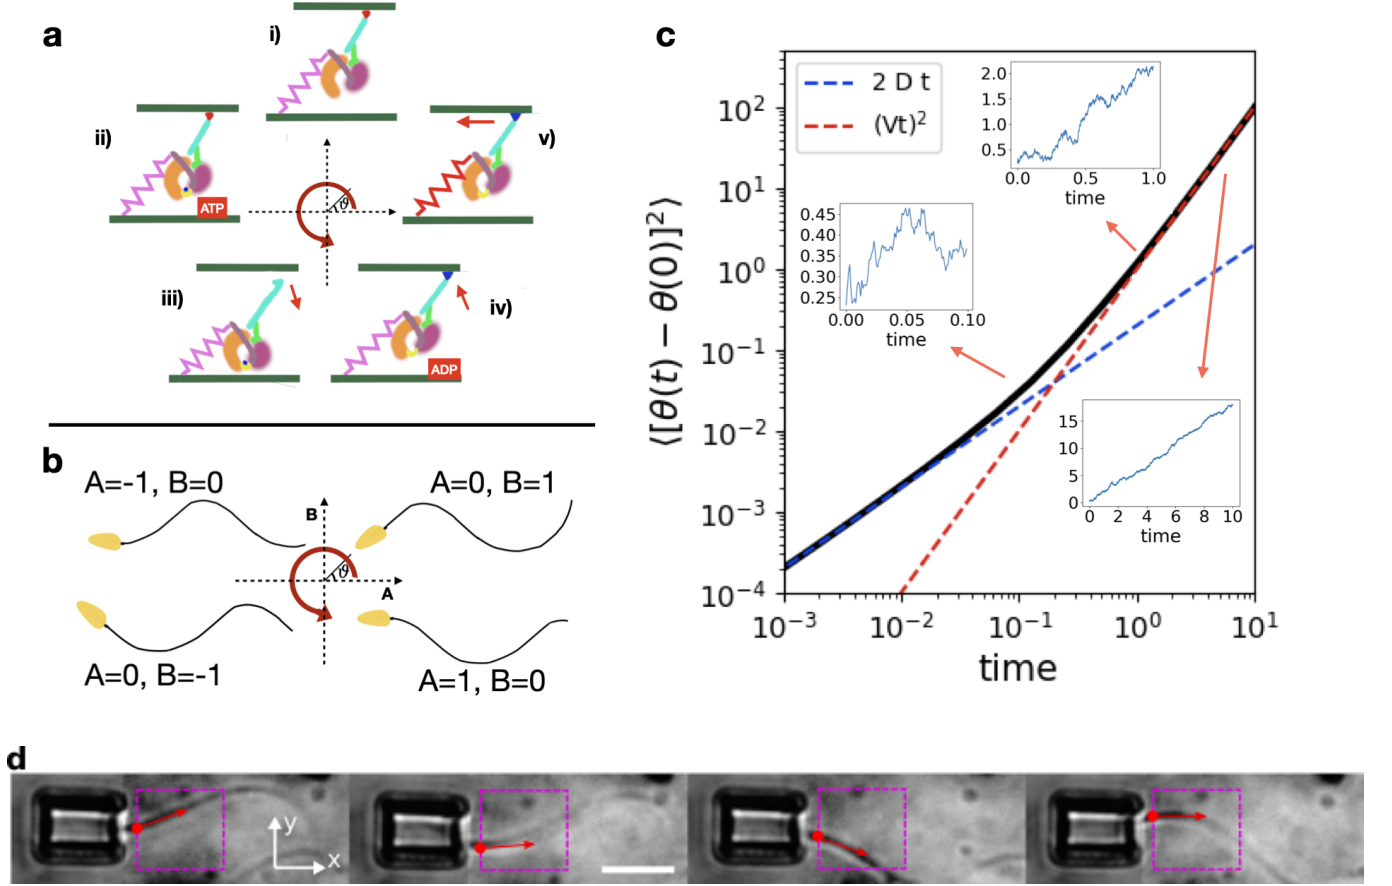 a
i)
ii)
v)
ATP
ϑ
iii)
iv)
ADP
b
A=-1, B=0
A=0, B=1
B
ϑ
A
A=0, B=-1
A=1, B=0
c
⟨[θ(t) − θ(0)]²⟩
10²
10¹
10⁰
10⁻¹
10⁻²
10⁻³
10⁻⁴
2 D t
(Vt)²
2.0
1.5
1.0
0.5
0.0 0.5 1.0
time
0.45
0.40
0.35
0.30
0.25
0.00 0.05 0.10
time
15
10
5
0
0 2 4 6 8 10
time
10⁻³ 10⁻² 10⁻¹ 10⁰ 10¹
time
d
y
x